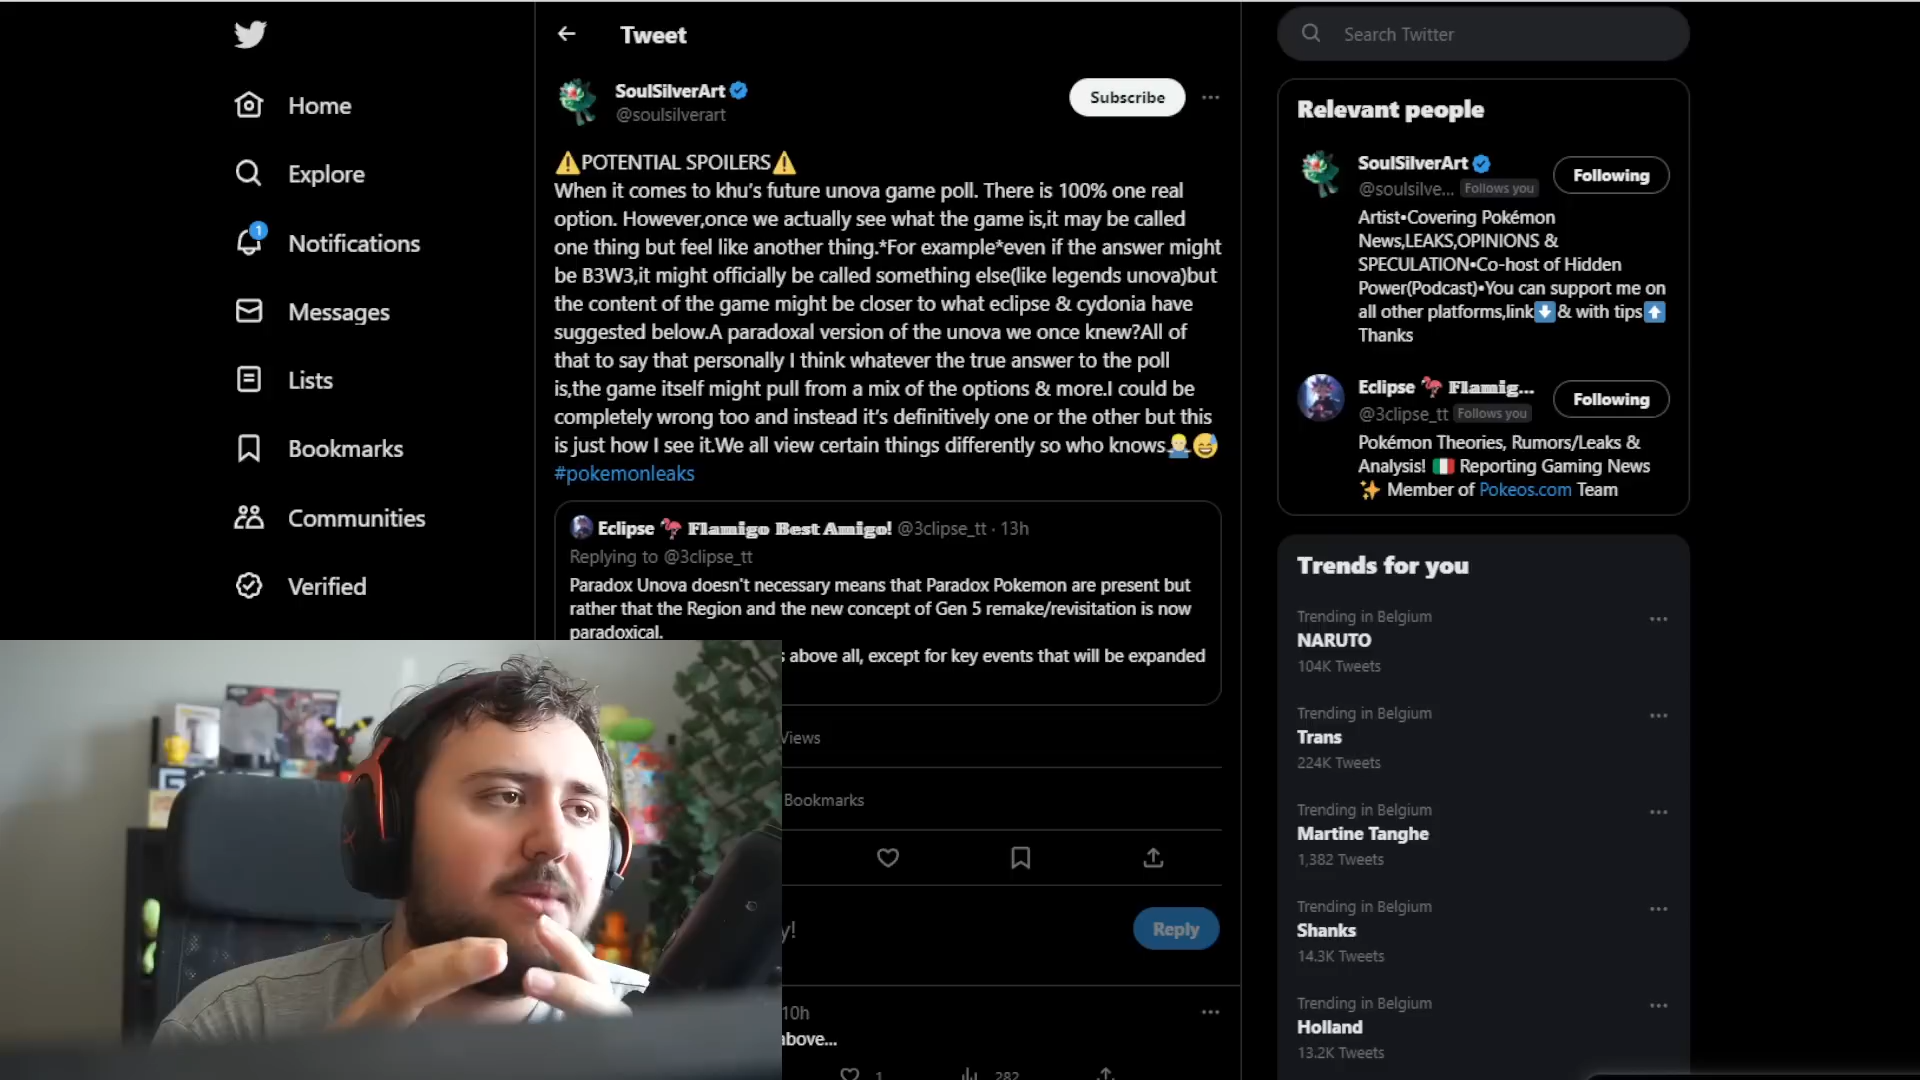 Home
Explore
1
Notifications
Messages
Lists
Bookmarks
Communities
Verified
Tweet
SoulSilverArt
@soulsilverart
Subscribe
⚠️POTENTIAL SPOILERS⚠️
When it comes to khu's future unova game poll. There is 100% one real
option. However,once we actually see what the game is,it may be called
one thing but feel like another thing.*For example*even if the answer might
be B3W3,it might officially be called something else(like legends unova)but
the content of the game might be closer to what eclipse & cydonia have
suggested below.A paradoxal version of the unova we once knew?All of
that to say that personally I think whatever the true answer to the poll
is,the game itself might pull from a mix of the options & more.I could be
completely wrong too and instead it's definitively one or the other but this
is just how I see it.We all view certain things differently so who knows🤷🏼‍♂️😅
#pokemonleaks
Eclipse 🦩 Flamigo Best Amigo! @3clipse_tt · 13h
Replying to @3clipse_tt
Paradox Unova doesn't necessary means that Paradox Pokemon are present but
rather that the Region and the new concept of Gen 5 remake/revisitation is now
paradoxical.
above all, except for key events that will be expanded
Views
Bookmarks
y!
Reply
10h
above...
1
282
Search Twitter
Relevant people
SoulSilverArt
@soulsilve... Follows you
Following
Artist•Covering Pokémon
News,LEAKS,OPINIONS &
SPECULATION•Co-host of Hidden
Power(Podcast)•You can support me on
all other platforms,link⬇️& with tips⬆️
Thanks
Eclipse 🦩 Flamig...
@3clipse_tt Follows you
Following
Pokémon Theories, Rumors/Leaks &
Analysis! 🇮🇹 Reporting Gaming News
✨ Member of Pokeos.com Team
Trends for you
Trending in Belgium
NARUTO
104K Tweets
Trending in Belgium
Trans
224K Tweets
Trending in Belgium
Martine Tanghe
1,382 Tweets
Trending in Belgium
Shanks
14.3K Tweets
Trending in Belgium
Holland
13.2K Tweets